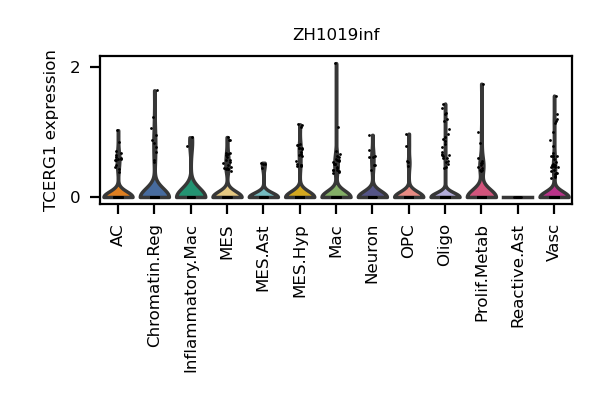 ZH1019inf
TCERG1 expression
2
0
AC
Chromatin.Reg
Inflammatory.Mac
MES
MES.Ast
MES.Hyp
Mac
Neuron
OPC
Oligo
Prolif.Metab
Reactive.Ast
Vasc